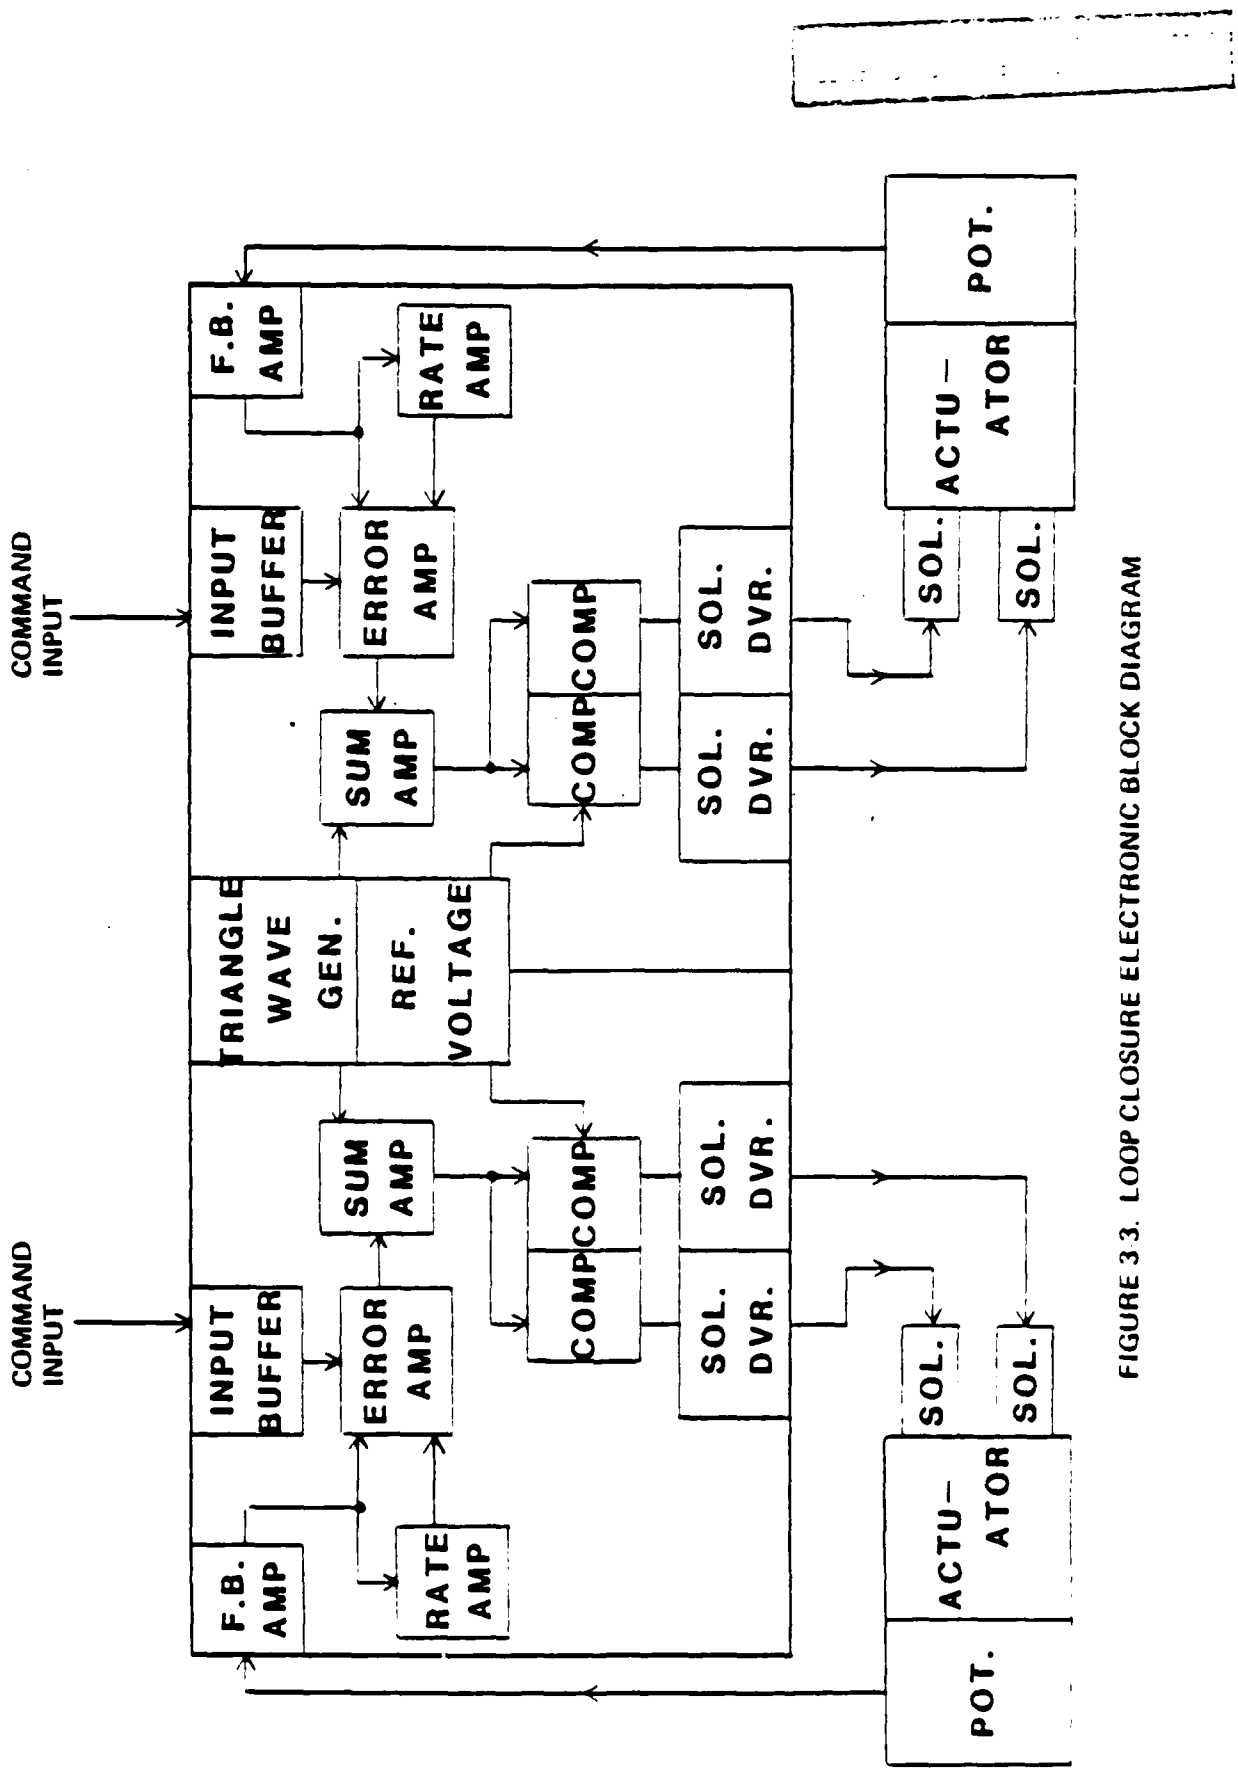 COMMAND
INPUT
COMMAND
INPUT
F.B.
AMP
INPUT
BUFFER
TRIANGLE
WAVE
GEN.
INPUT
BUFFER
F.B.
AMP
RATE
AMP
ERROR
AMP
SUM
AMP
REF.
VOLTAGE
SUM
AMP
ERROR
AMP
RATE
AMP
COMP
COMP
COMP
COMP
SOL.
DVR.
SOL.
DVR.
SOL.
DVR.
SOL.
DVR.
POT.
ACTU-
ATOR
SOL.
SOL.
SOL.
SOL.
ACTU-
ATOR
POT.
FIGURE 3-3. LOOP CLOSURE ELECTRONIC BLOCK DIAGRAM